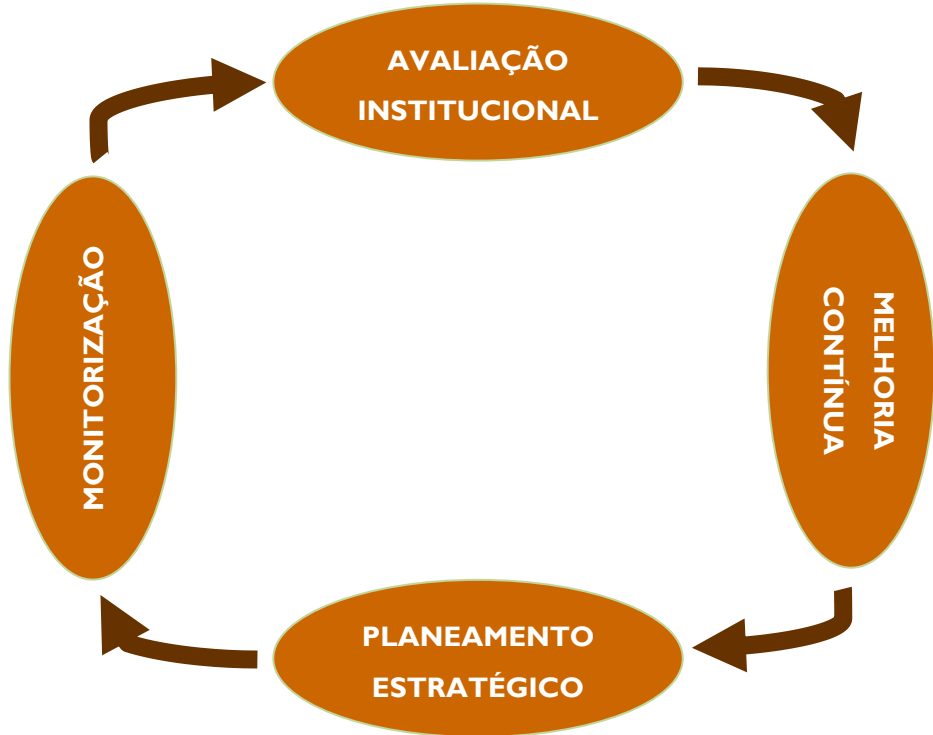 AVALIAÇÃO
INSTITUCIONAL
MELHORIA
CONTÍNUA
PLANEAMENTO
ESTRATÉGICO
MONITORIZAÇÃO